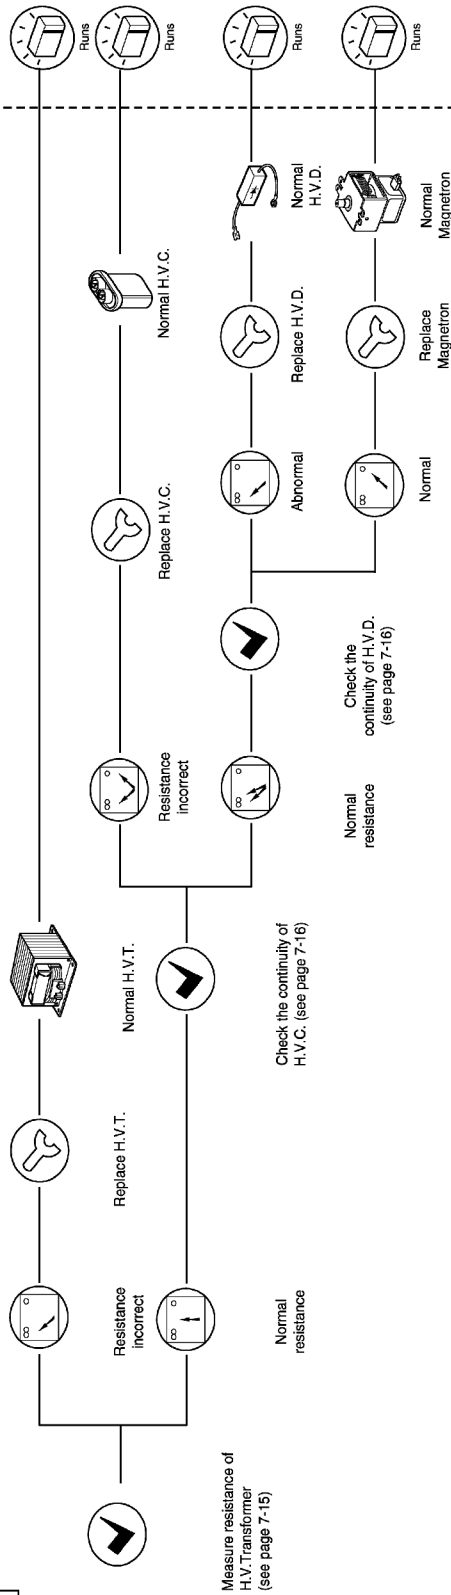 Measure resistance of
H.V.Transformer
(see page 7-15)
Resistance
incorrect
Replace H.V.T.
Normal H.V.T.
Runs
Normal
resistance
Check the continuity of
H.V.C. (see page 7-16)
Resistance
incorrect
Replace H.V.C.
Normal H.V.C.
Runs
Normal
resistance
Check the
continuity of H.V.D.
(see page 7-16)
Abnormal
Replace H.V.D.
Normal
H.V.D.
Runs
Normal
Replace
Magnetron
Normal
Magnetron
Runs